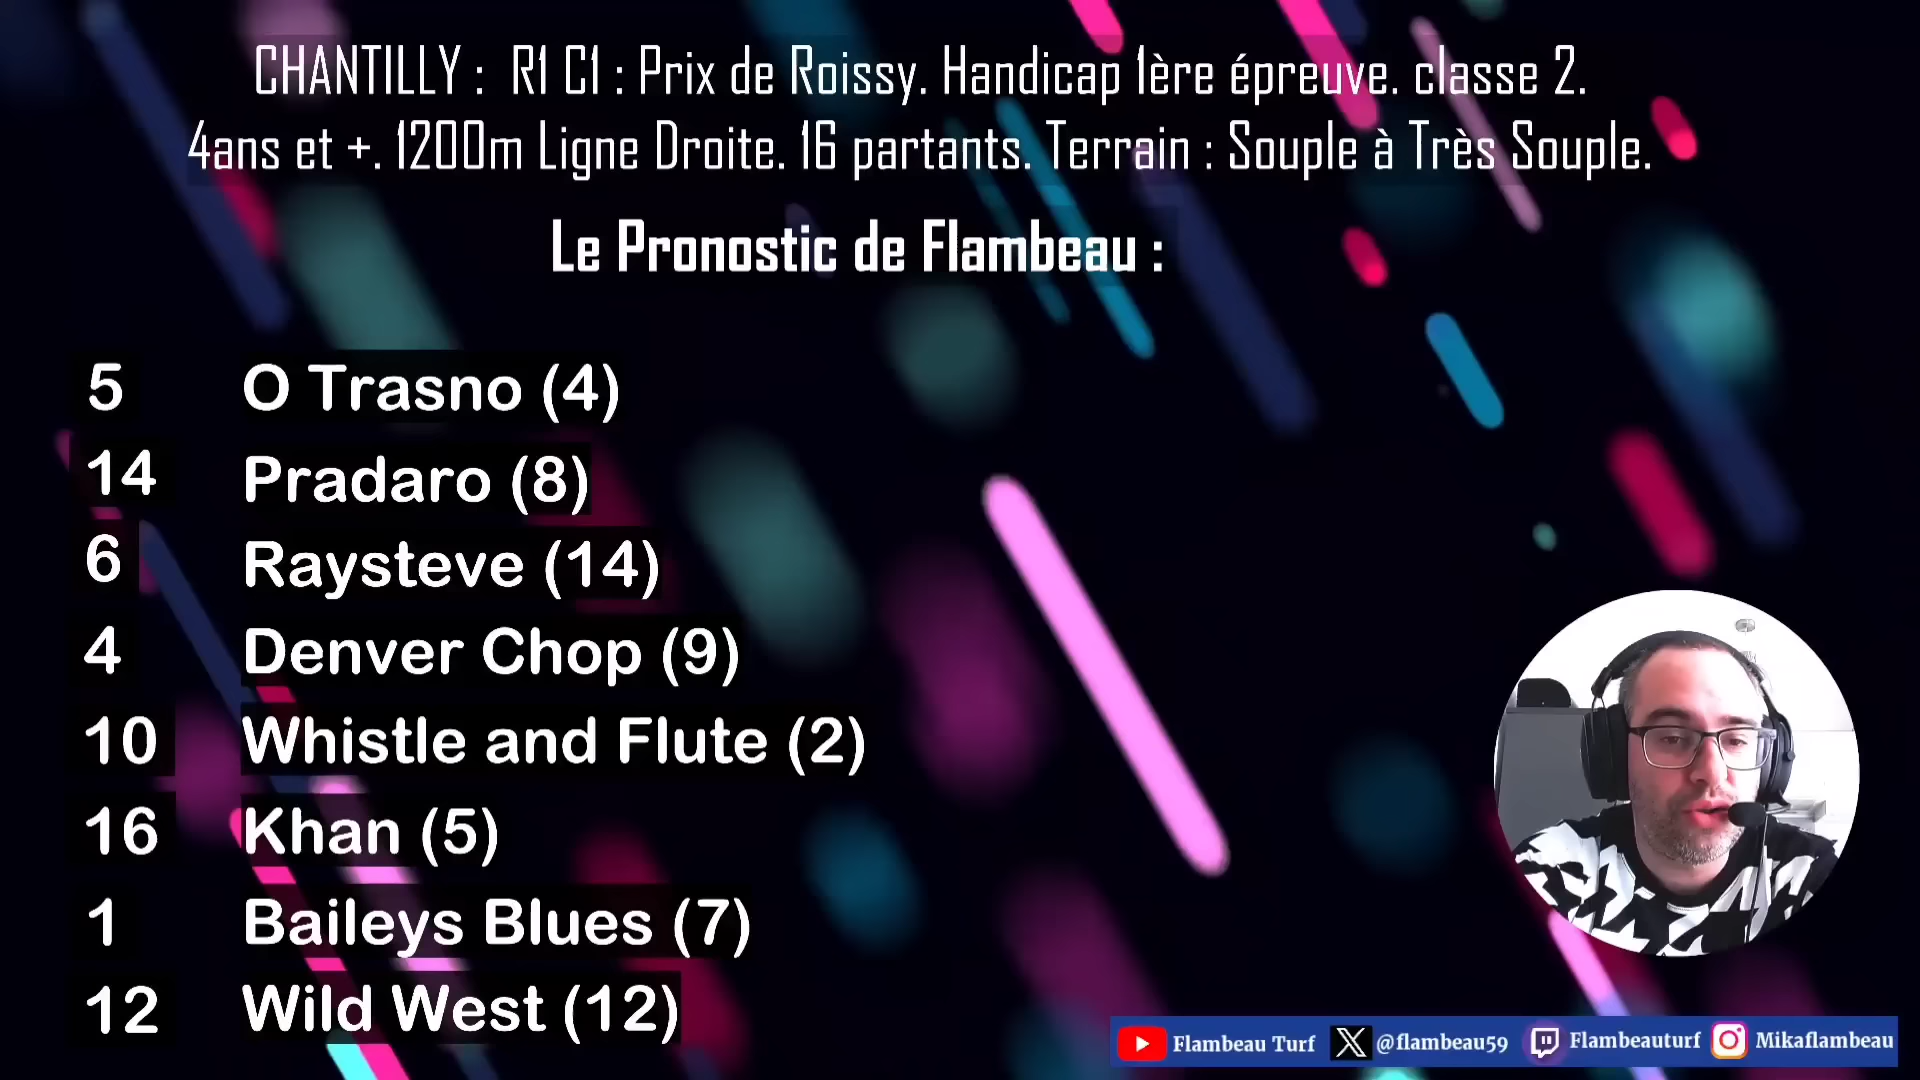 CHANTILLY : R1 C1 : Prix de Roissy. Handicap 1ère épreuve. classe 2.
4ans et +. 1200m Ligne Droite. 16 partants. Terrain : Souple à Très Souple.
Le Pronostic de Flambeau :
5 O Trasno (4)
14 Pradaro (8)
6 Raysteve (14)
4 Denver Chop (9)
10 Whistle and Flute (2)
16 Khan (5)
1 Baileys Blues (7)
12 Wild West (12)
Flambeau Turf @flambeau59 Flambeauturf Mikaflambeau